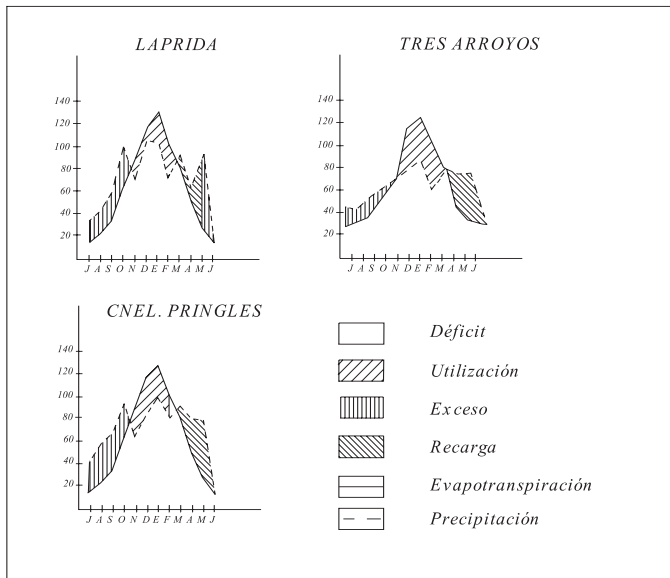 LAPRIDA
140
120
100
80
60
40
20
J A S O N D E F M A M J
TRES ARROYOS
140
120
100
80
60
40
20
J A S O N D E F M A M J
CNEL. PRINGLES
140
120
100
80
60
40
20
J A S O N D E F M A M J
Déficit
Utilización
Exceso
Recarga
Evapotranspiración
Precipitación